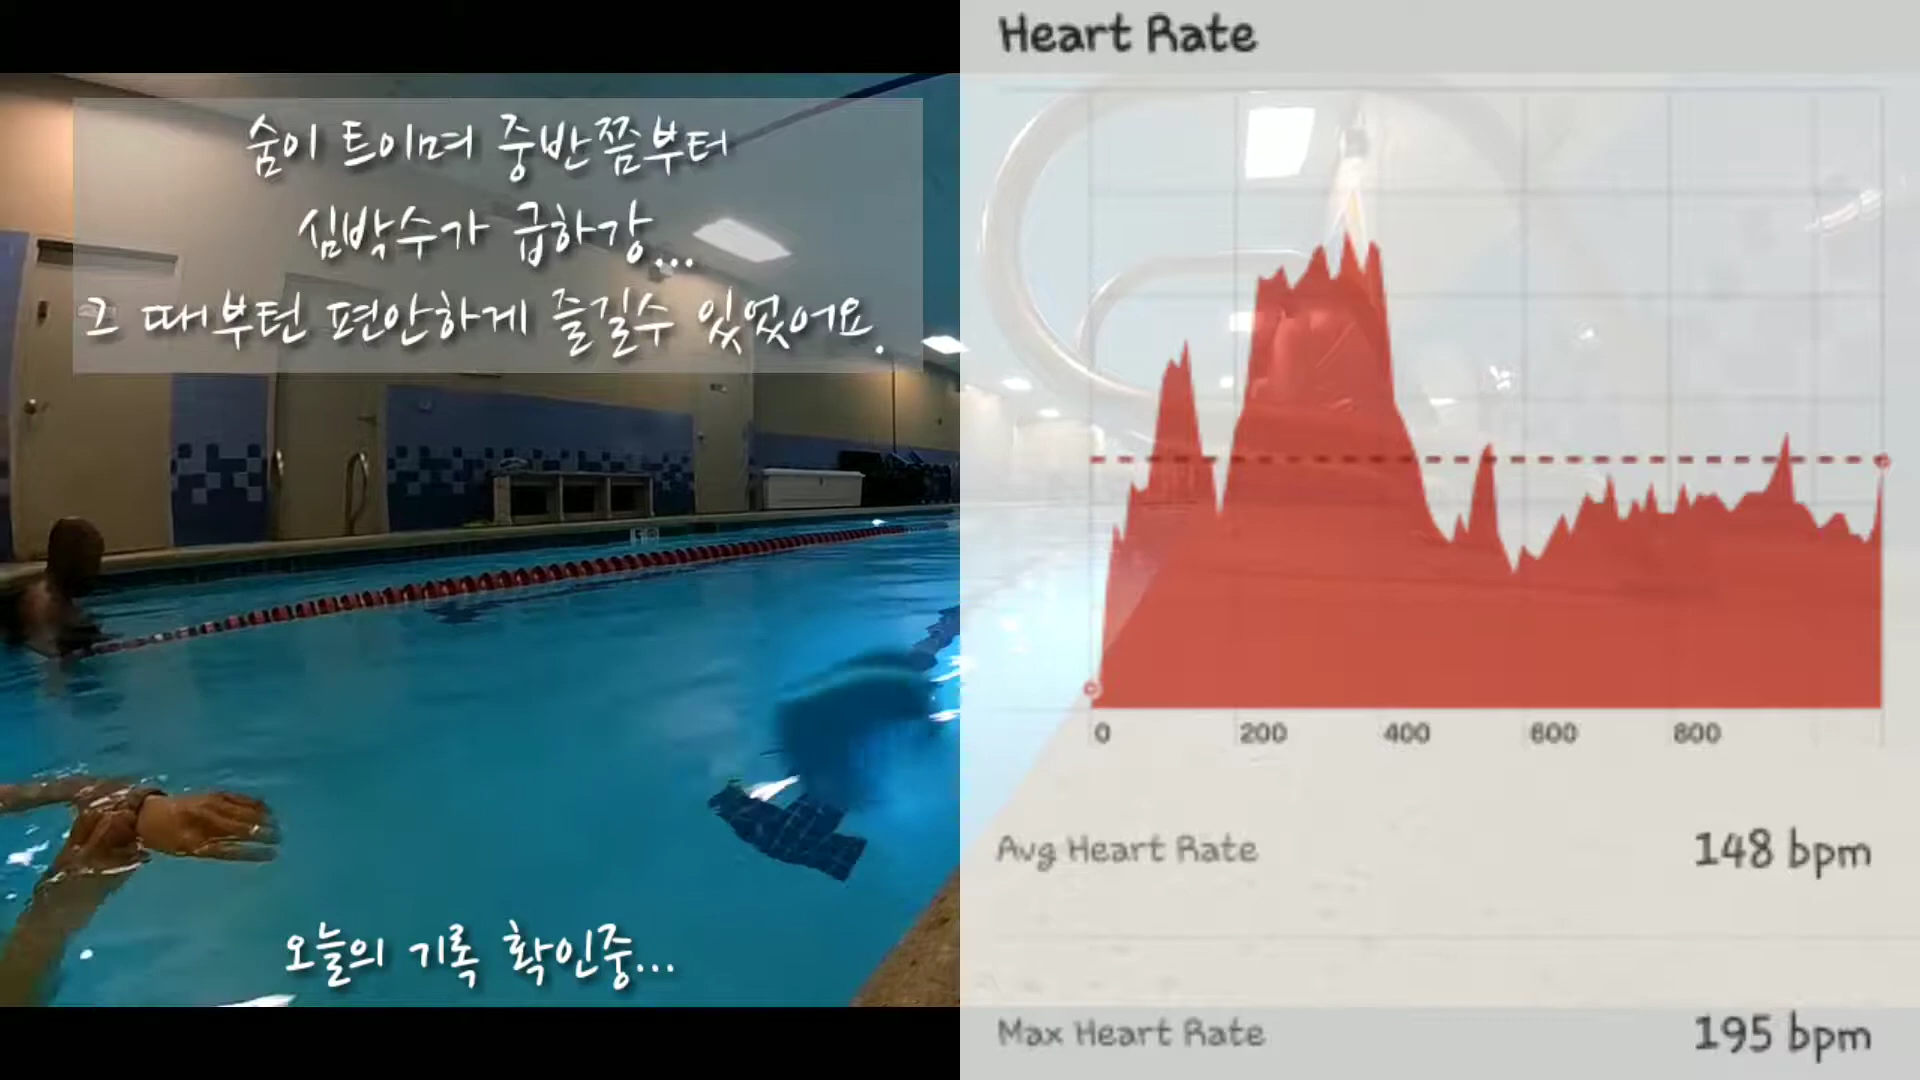 숨이 트이며 중반쯤부터
심박수가 급하강...
그 때부턴 편안하게 즐길수 있었어요.
오늘의 기록 확인중...
Heart Rate
0 200 400 600 800
Avg Heart Rate 148 bpm
Max Heart Rate 195 bpm